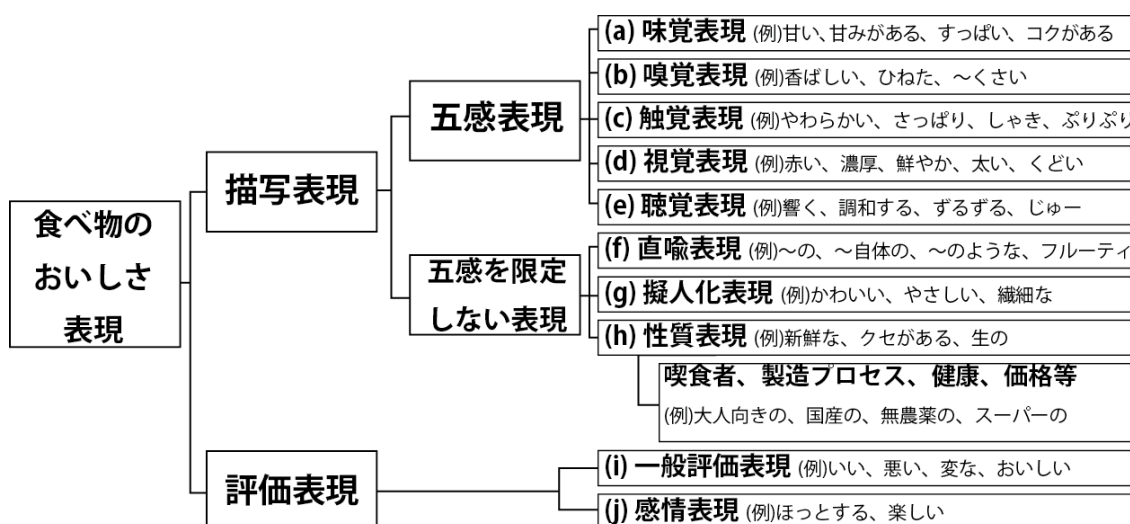 食べ物の
おいしさ
表現
描写表現
五感表現
(a) 味覚表現 (例)甘い、甘みがある、すっぱい、コクがある
(b) 嗅覚表現 (例)香ばしい、ひねた、～くさい
(c) 触覚表現 (例)やわらかい、さっぱり、しゃき、ぷりぷり
(d) 視覚表現 (例)赤い、濃厚、鮮やか、太い、くどい
(e) 聴覚表現 (例)響く、調和する、ずるずる、じゅー
五感を限定
しない表現
(f) 直喩表現 (例)～の、～自体の、～のような、フルーティ
(g) 擬人化表現 (例)かわいい、やさしい、繊細な
(h) 性質表現 (例)新鮮な、クセがある、生の
喫食者、製造プロセス、健康、価格等
(例)大人向きの、国産の、無農薬の、スーパーの
評価表現
(i) 一般評価表現 (例)いい、悪い、変な、おいしい
(j) 感情表現 (例)ほっとする、楽しい